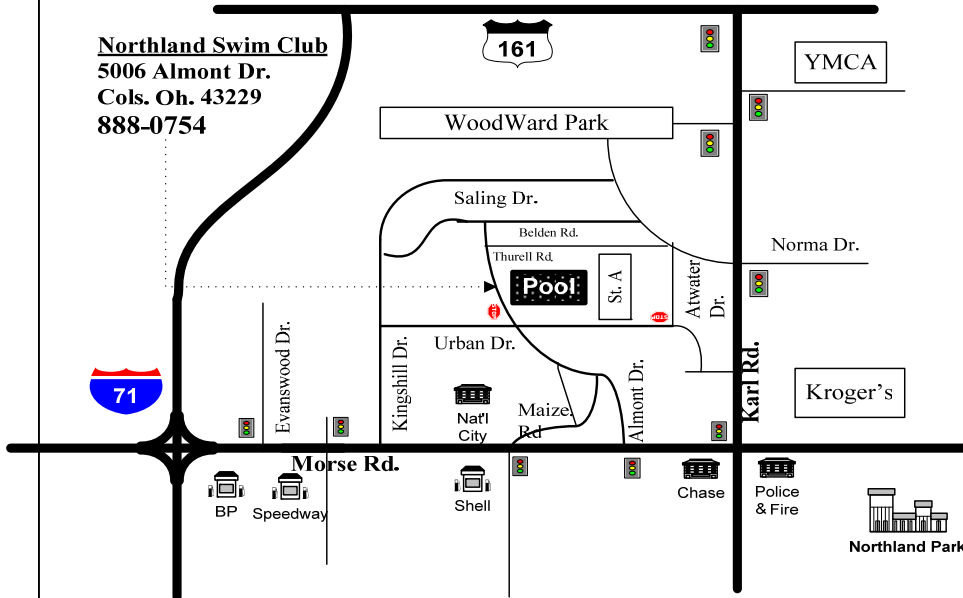 Northland Swim Club
5006 Almont Dr.
Cols. Oh. 43229
888-0754
161
YMCA
WoodWard Park
Saling Dr.
Belden Rd.
Norma Dr.
Thurell Rd.
Pool
St. A
Atwater
Dr.
STOP
STOP
Urban Dr.
Kingshill Dr.
Evanswood Dr.
71
Karl Rd.
Kroger's
Nat'l
City
Maize.
Rd
Almont Dr.
Morse Rd.
BP
Speedway
Shell
Chase
Police
& Fire
Northland Park